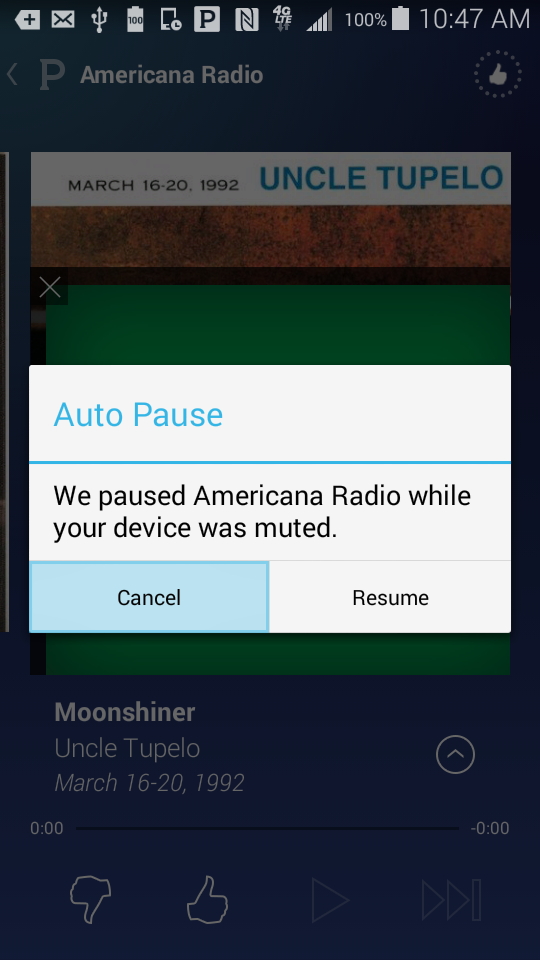 100
4G
LTE
100%
10:47 AM
Americana Radio
MARCH 16-20, 1992 UNCLE TUPELO
Auto Pause
We paused Americana Radio while
your device was muted.
Cancel
Resume
Moonshiner
Uncle Tupelo
March 16-20, 1992
0:00
-0:00